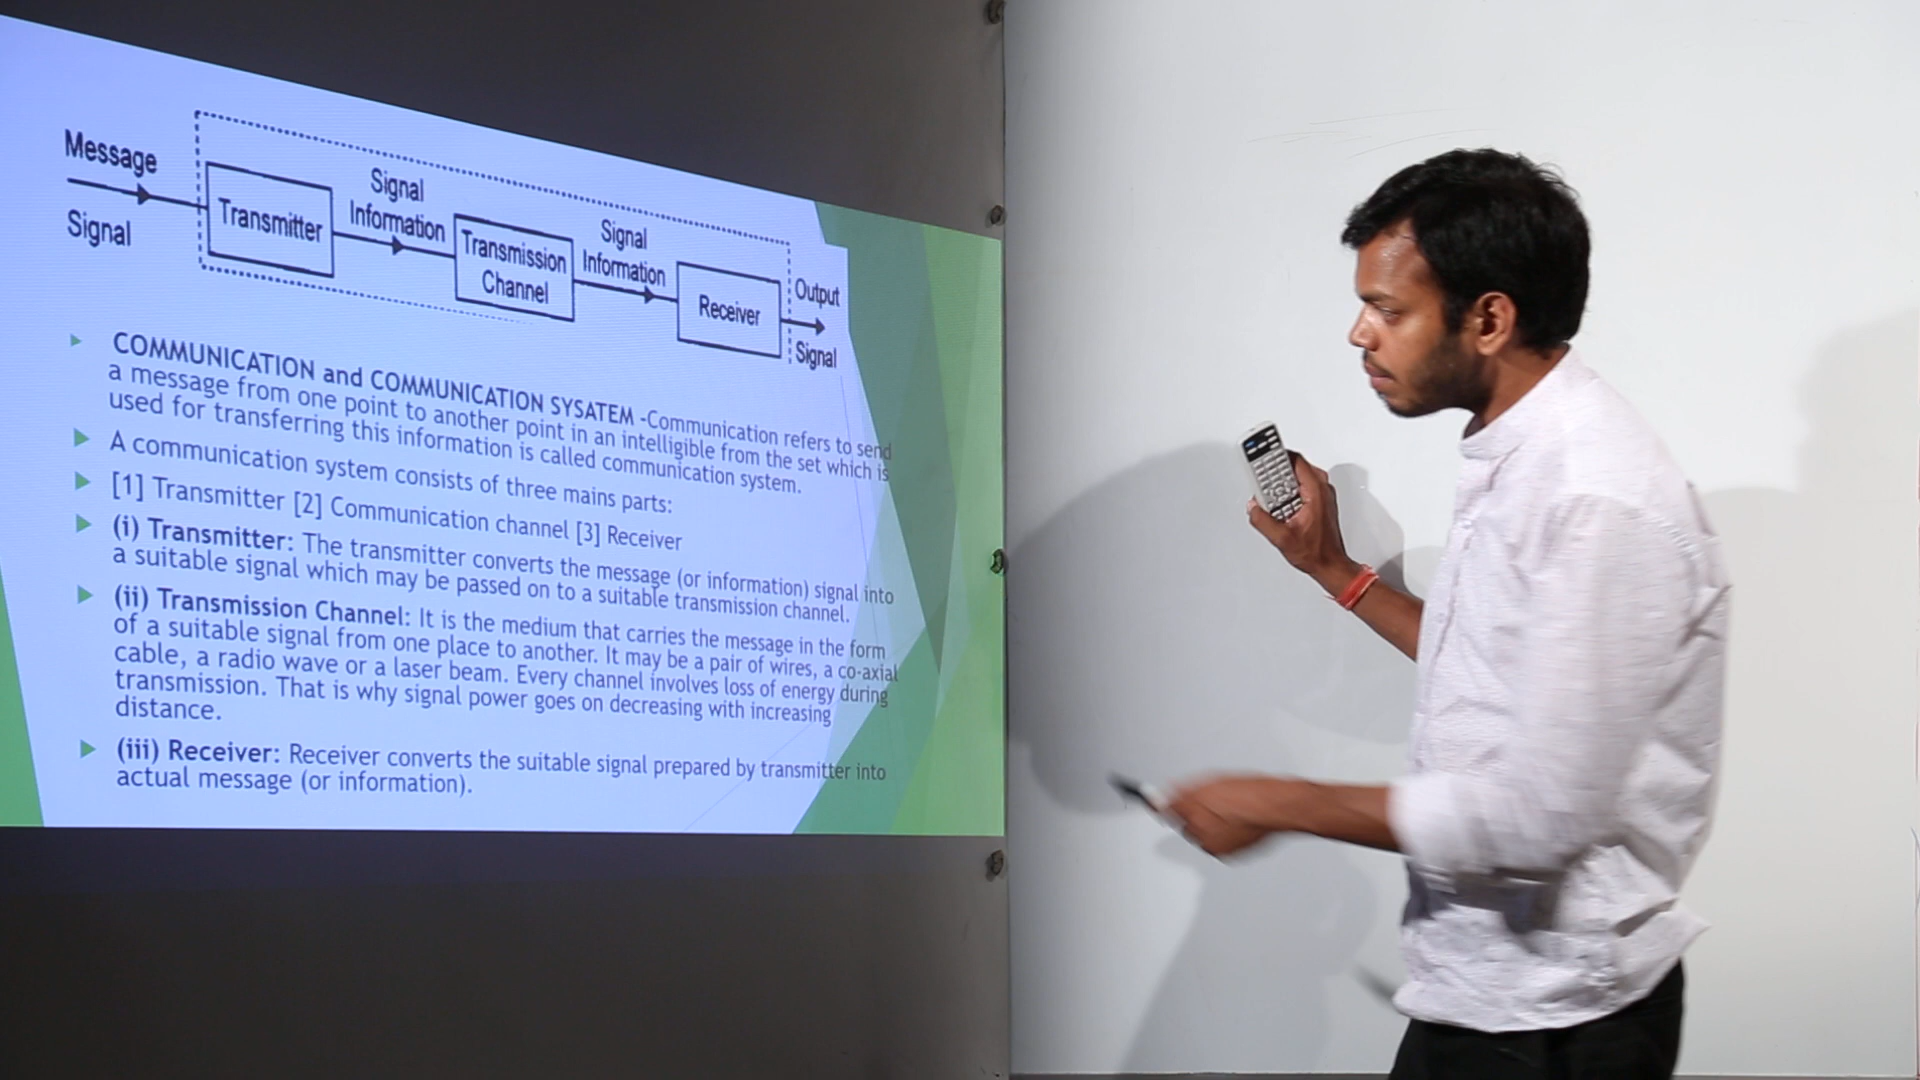 Message
Signal
Transmitter
Signal
Information
Transmission
Channel
Signal
Information
Receiver
Output
Signal
COMMUNICATION and COMMUNICATION SYSATEM -Communication refers to send
a message from one point to another point in an intelligible from the set which is
used for transferring this information is called communication system.
A communication system consists of three mains parts:
[1] Transmitter [2] Communication channel [3] Receiver
(i) Transmitter: The transmitter converts the message (or information) signal into
a suitable signal which may be passed on to a suitable transmission channel.
(ii) Transmission Channel: It is the medium that carries the message in the form
of a suitable signal from one place to another. It may be a pair of wires, a co-axial
cable, a radio wave or a laser beam. Every channel involves loss of energy during
transmission. That is why signal power goes on decreasing with increasing
distance.
(iii) Receiver: Receiver converts the suitable signal prepared by transmitter into
actual message (or information).